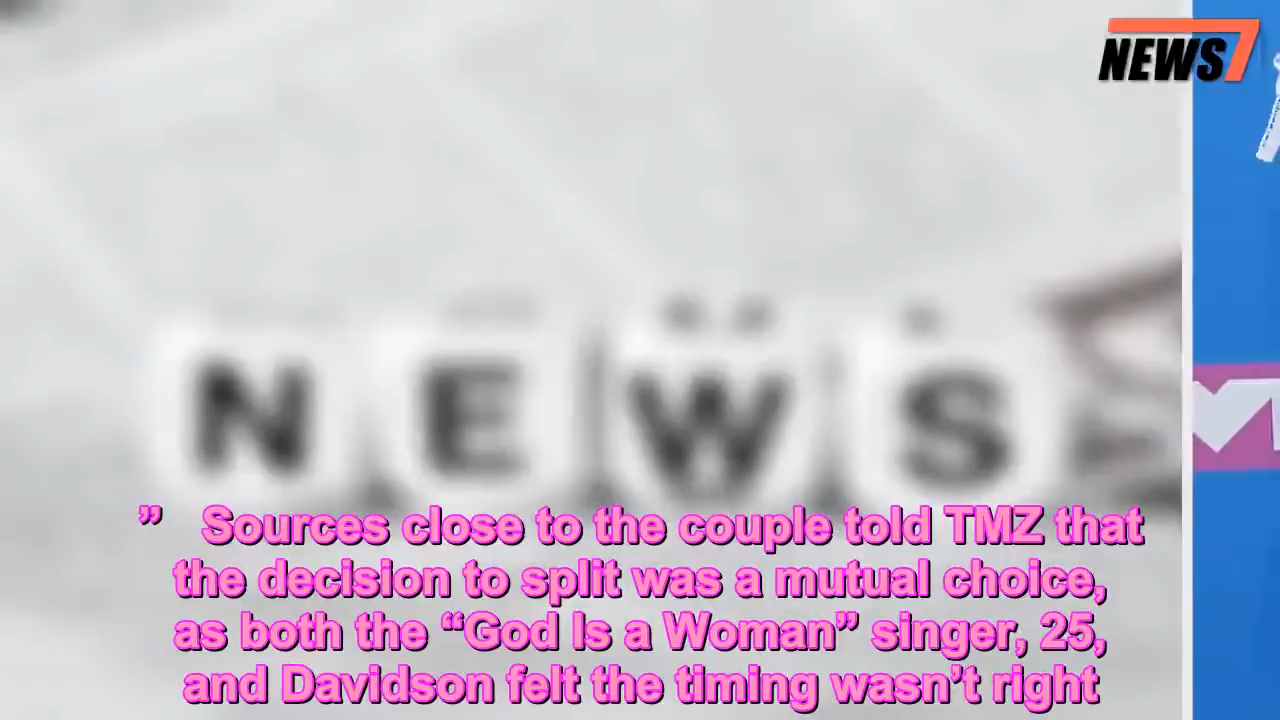 NEWS7
NEWS
”   Sources close to the couple told TMZ that
the decision to split was a mutual choice,
as both the “God Is a Woman” singer, 25,
and Davidson felt the timing wasn’t right